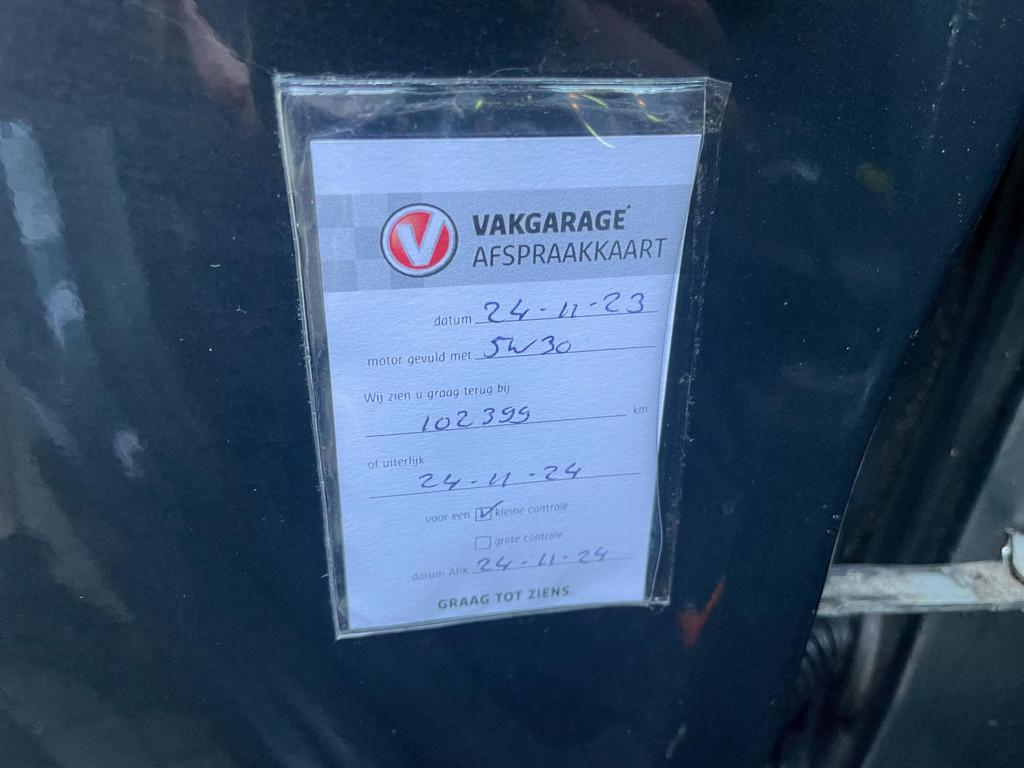 V VAKGARAGE
AFSPRAAKKAART
datum 24-11-23
motor gevuld met 5W30
Wij zien u graag terug bij
102399 km
of uiterlijk
24-11-24
voor een ☑ kleine controle
☐ grote controle
datum APK 24-11-24
GRAAG TOT ZIENS